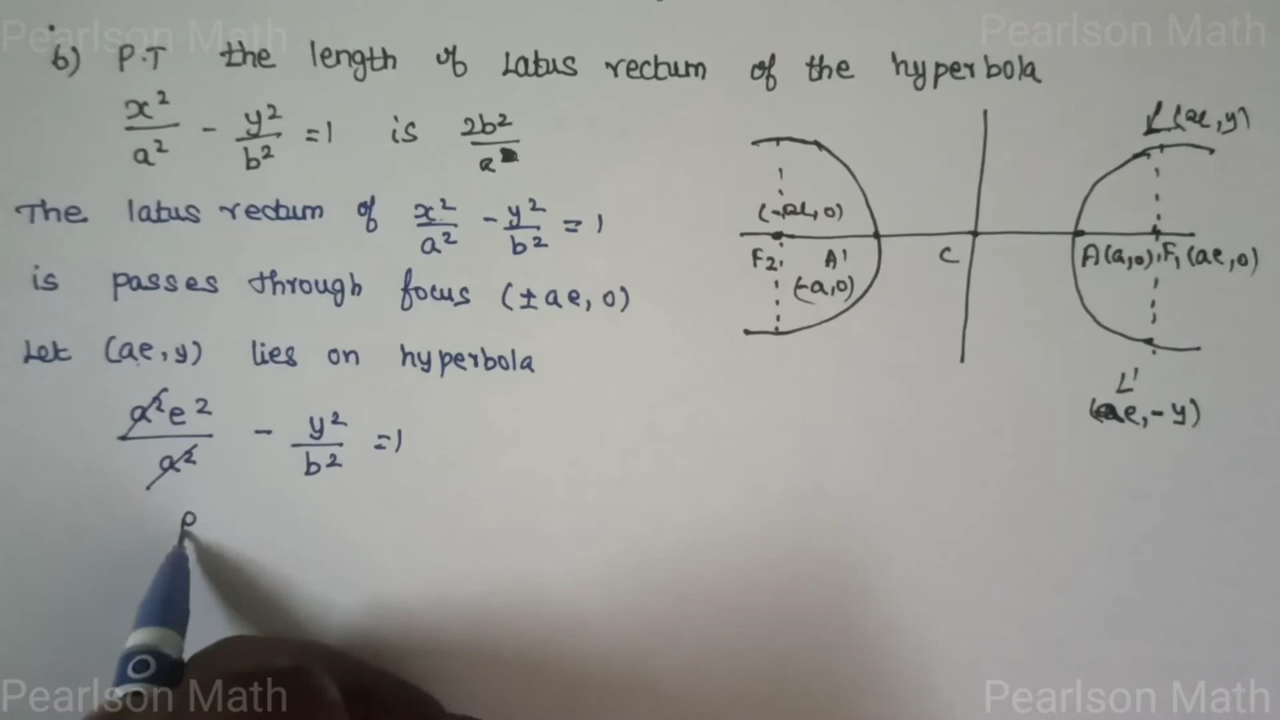 Pearlson Math
Pearlson Math
b) P.T the length of Latus rectum of the hyperbola
x²/a² - y²/b² = 1 is 2b²/a
The latus rectum of x²/a² - y²/b² = 1
is passes through focus (±ae, 0)
Let (ae, y) lies on hyperbola
a²e²/a² - y²/b² = 1
L (ae, y)
(-ae, 0)
F₂ A' C A(a,0) F₁ (ae, 0)
(-a, 0)
L'
(ae, -y)
Pearlson Math
Pearlson Math